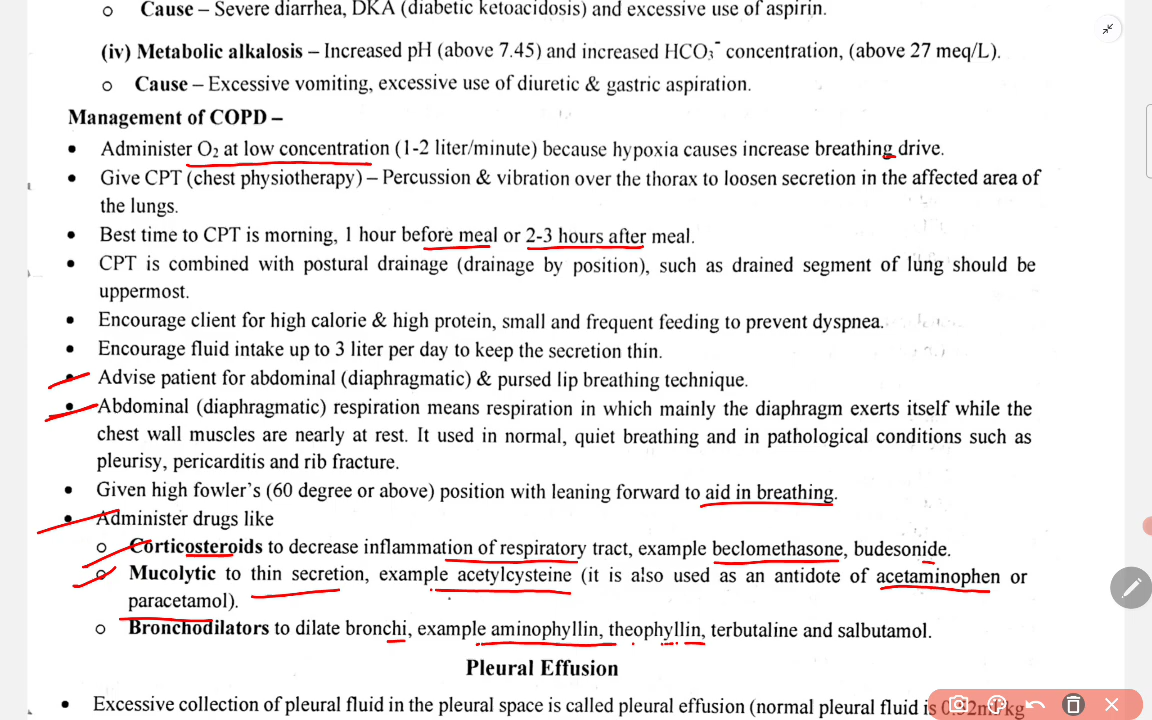 o Cause – Severe diarrhea, DKA (diabetic ketoacidosis) and excessive use of aspirin.
(iv) Metabolic alkalosis – Increased pH (above 7.45) and increased HCO₃⁻ concentration, (above 27 meq/L).
o Cause – Excessive vomiting, excessive use of diuretic & gastric aspiration.
Management of COPD –
• Administer O₂ at low concentration (1-2 liter/minute) because hypoxia causes increase breathing drive.
• Give CPT (chest physiotherapy) – Percussion & vibration over the thorax to loosen secretion in the affected area of
the lungs.
• Best time to CPT is morning, 1 hour before meal or 2-3 hours after meal.
• CPT is combined with postural drainage (drainage by position), such as drained segment of lung should be
uppermost.
• Encourage client for high calorie & high protein, small and frequent feeding to prevent dyspnea.
• Encourage fluid intake up to 3 liter per day to keep the secretion thin.
• Advise patient for abdominal (diaphragmatic) & pursed lip breathing technique.
• Abdominal (diaphragmatic) respiration means respiration in which mainly the diaphragm exerts itself while the
chest wall muscles are nearly at rest. It used in normal, quiet breathing and in pathological conditions such as
pleurisy, pericarditis and rib fracture.
• Given high fowler's (60 degree or above) position with leaning forward to aid in breathing.
• Administer drugs like
o Corticosteroids to decrease inflammation of respiratory tract, example beclomethasone, budesonide.
o Mucolytic to thin secretion, example acetylcysteine (it is also used as an antidote of acetaminophen or
paracetamol).
o Bronchodilators to dilate bronchi, example aminophyllin, theophyllin, terbutaline and salbutamol.
Pleural Effusion
• Excessive collection of pleural fluid in the pleural space is called pleural effusion (normal pleural fluid is